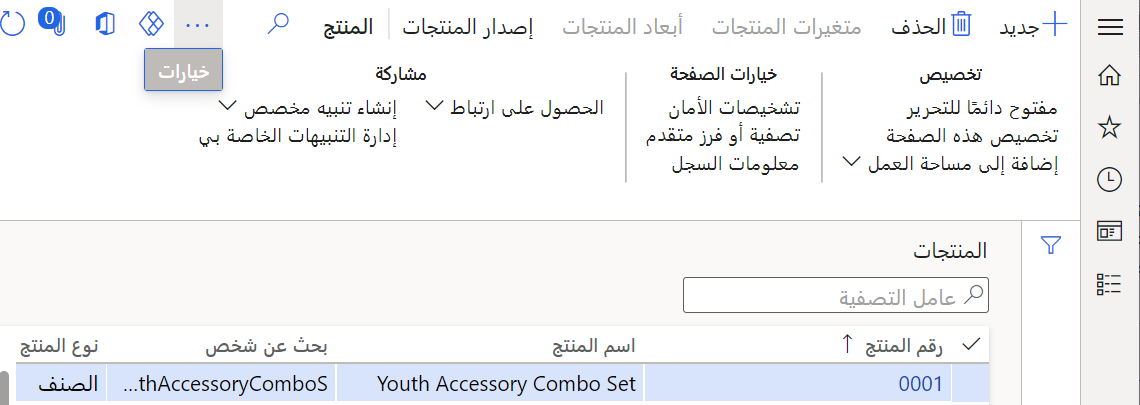 جديد
الحذف
متغيرات المنتجات
أبعاد المنتجات
إصدار المنتجات
المنتج
0
خيارات
تخصيص
مفتوح دائمًا للتحرير
تخصيص هذه الصفحة
إضافة إلى مساحة العمل
خيارات الصفحة
تشخيصات الأمان
تصفية أو فرز متقدم
معلومات السجل
مشاركة
الحصول على ارتباط
إنشاء تنبيه مخصص
إدارة التنبيهات الخاصة بي
المنتجات
عامل التصفية
رقم المنتج
اسم المنتج
بحث عن شخص
نوع المنتج
0001
Youth Accessory Combo Set
...thAccessoryComboS
الصنف